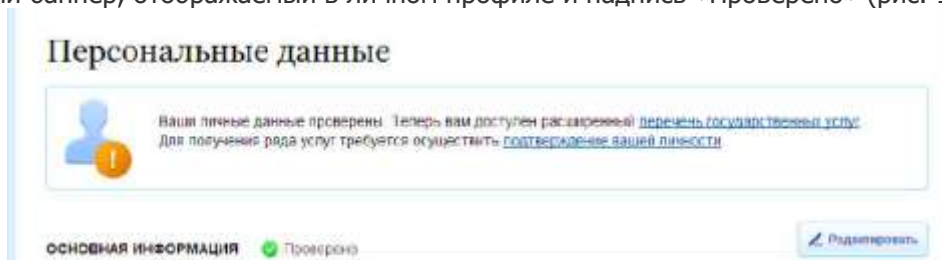 й баннер, отображаемый в личном профиле и надпись «Проверено» (рис.
Персональные данные
Ваши личные данные проверены. Теперь вам доступен расширенный перечень государственных услуг.
Для получения ряда услуг требуется осуществить подтверждение вашей личности.
ОСНОВНАЯ ИНФОРМАЦИЯ Проверено Редактировать